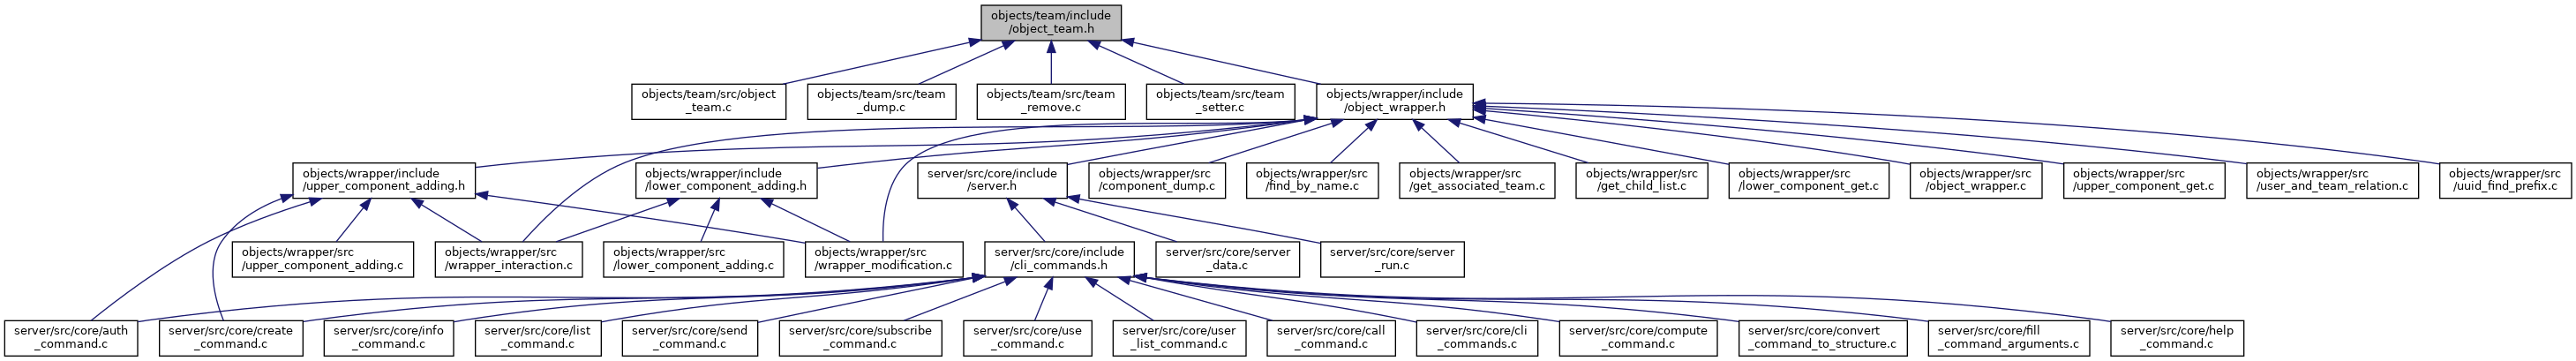 objects/team/include
/object_team.h
objects/team/src/object
_team.c
objects/team/src/team
_dump.c
objects/team/src/team
_remove.c
objects/team/src/team
_setter.c
objects/wrapper/include
/object_wrapper.h
objects/wrapper/include
/upper_component_adding.h
objects/wrapper/include
/lower_component_adding.h
server/src/core/include
/server.h
objects/wrapper/src
/component_dump.c
objects/wrapper/src
/find_by_name.c
objects/wrapper/src
/get_associated_team.c
objects/wrapper/src
/get_child_list.c
objects/wrapper/src
/lower_component_get.c
objects/wrapper/src
/object_wrapper.c
objects/wrapper/src
/upper_component_get.c
objects/wrapper/src
/user_and_team_relation.c
objects/wrapper/src
/uuid_find_prefix.c
objects/wrapper/src
/upper_component_adding.c
objects/wrapper/src
/wrapper_interaction.c
objects/wrapper/src
/lower_component_adding.c
objects/wrapper/src
/wrapper_modification.c
server/src/core/include
/cli_commands.h
server/src/core/server
_data.c
server/src/core/server
_run.c
server/src/core/auth
_command.c
server/src/core/create
_command.c
server/src/core/info
_command.c
server/src/core/list
_command.c
server/src/core/send
_command.c
server/src/core/subscribe
_command.c
server/src/core/use
_command.c
server/src/core/user
_list_command.c
server/src/core/call
_command.c
server/src/core/cli
_commands.c
server/src/core/compute
_command.c
server/src/core/convert
_command_to_structure.c
server/src/core/fill
_command_arguments.c
server/src/core/help
_command.c